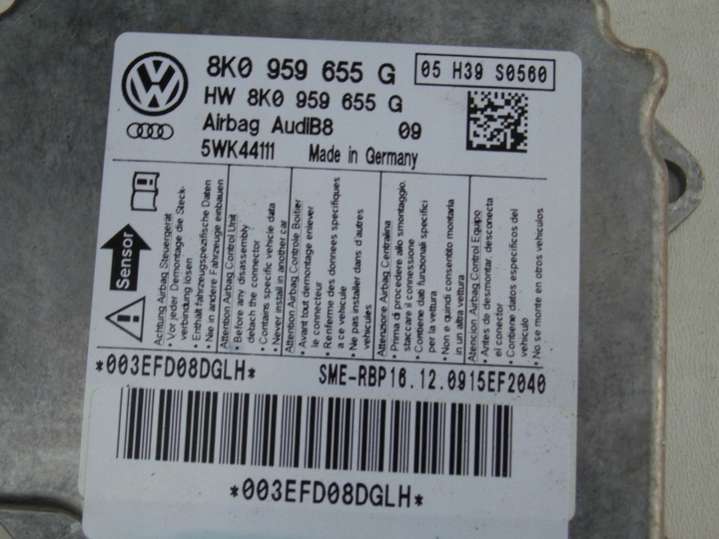 8K0 959 655 G
05 H39 S0560
HW 8K0 959 655 G
Airbag AudiB8 09
5WK44111 Made in Germany
Sensor
Achtung Airbag Steuergerät
• Vor jeder Demontage die Steck-
verbindung lösen
• Enthält fahrzeugspezifische Daten
• Nie in andere Fahrzeuge einbauen
Attention Airbag Control Unit
• Before any disassembly
detach the connector
• Contains specific vehicle data
• Never install in another car
Attention Airbag Controle Boitier
• Avant tout demontage enlever
le connecteur
• Renferme des donnees specifiques
a ce vehicule
• Ne pas installer dans d'autres
vehicules
Attenzione Airbag Centralina
• Prima di procedere allo smontaggio,
staccare il connessione
• Contiene dati funzionali specifici
per la vettura
• Non e quindi consentito montarla
in un altra vettura
Atencion Airbag Control Equipo
• Antes de desmontar, desconecta
el conector
• Contiene datos especificos del
vehiculo
• No se monte en otros vehiculos
*003EFD08DGLH*
SME-RBP16.12.0915EF2040
*003EFD08DGLH*